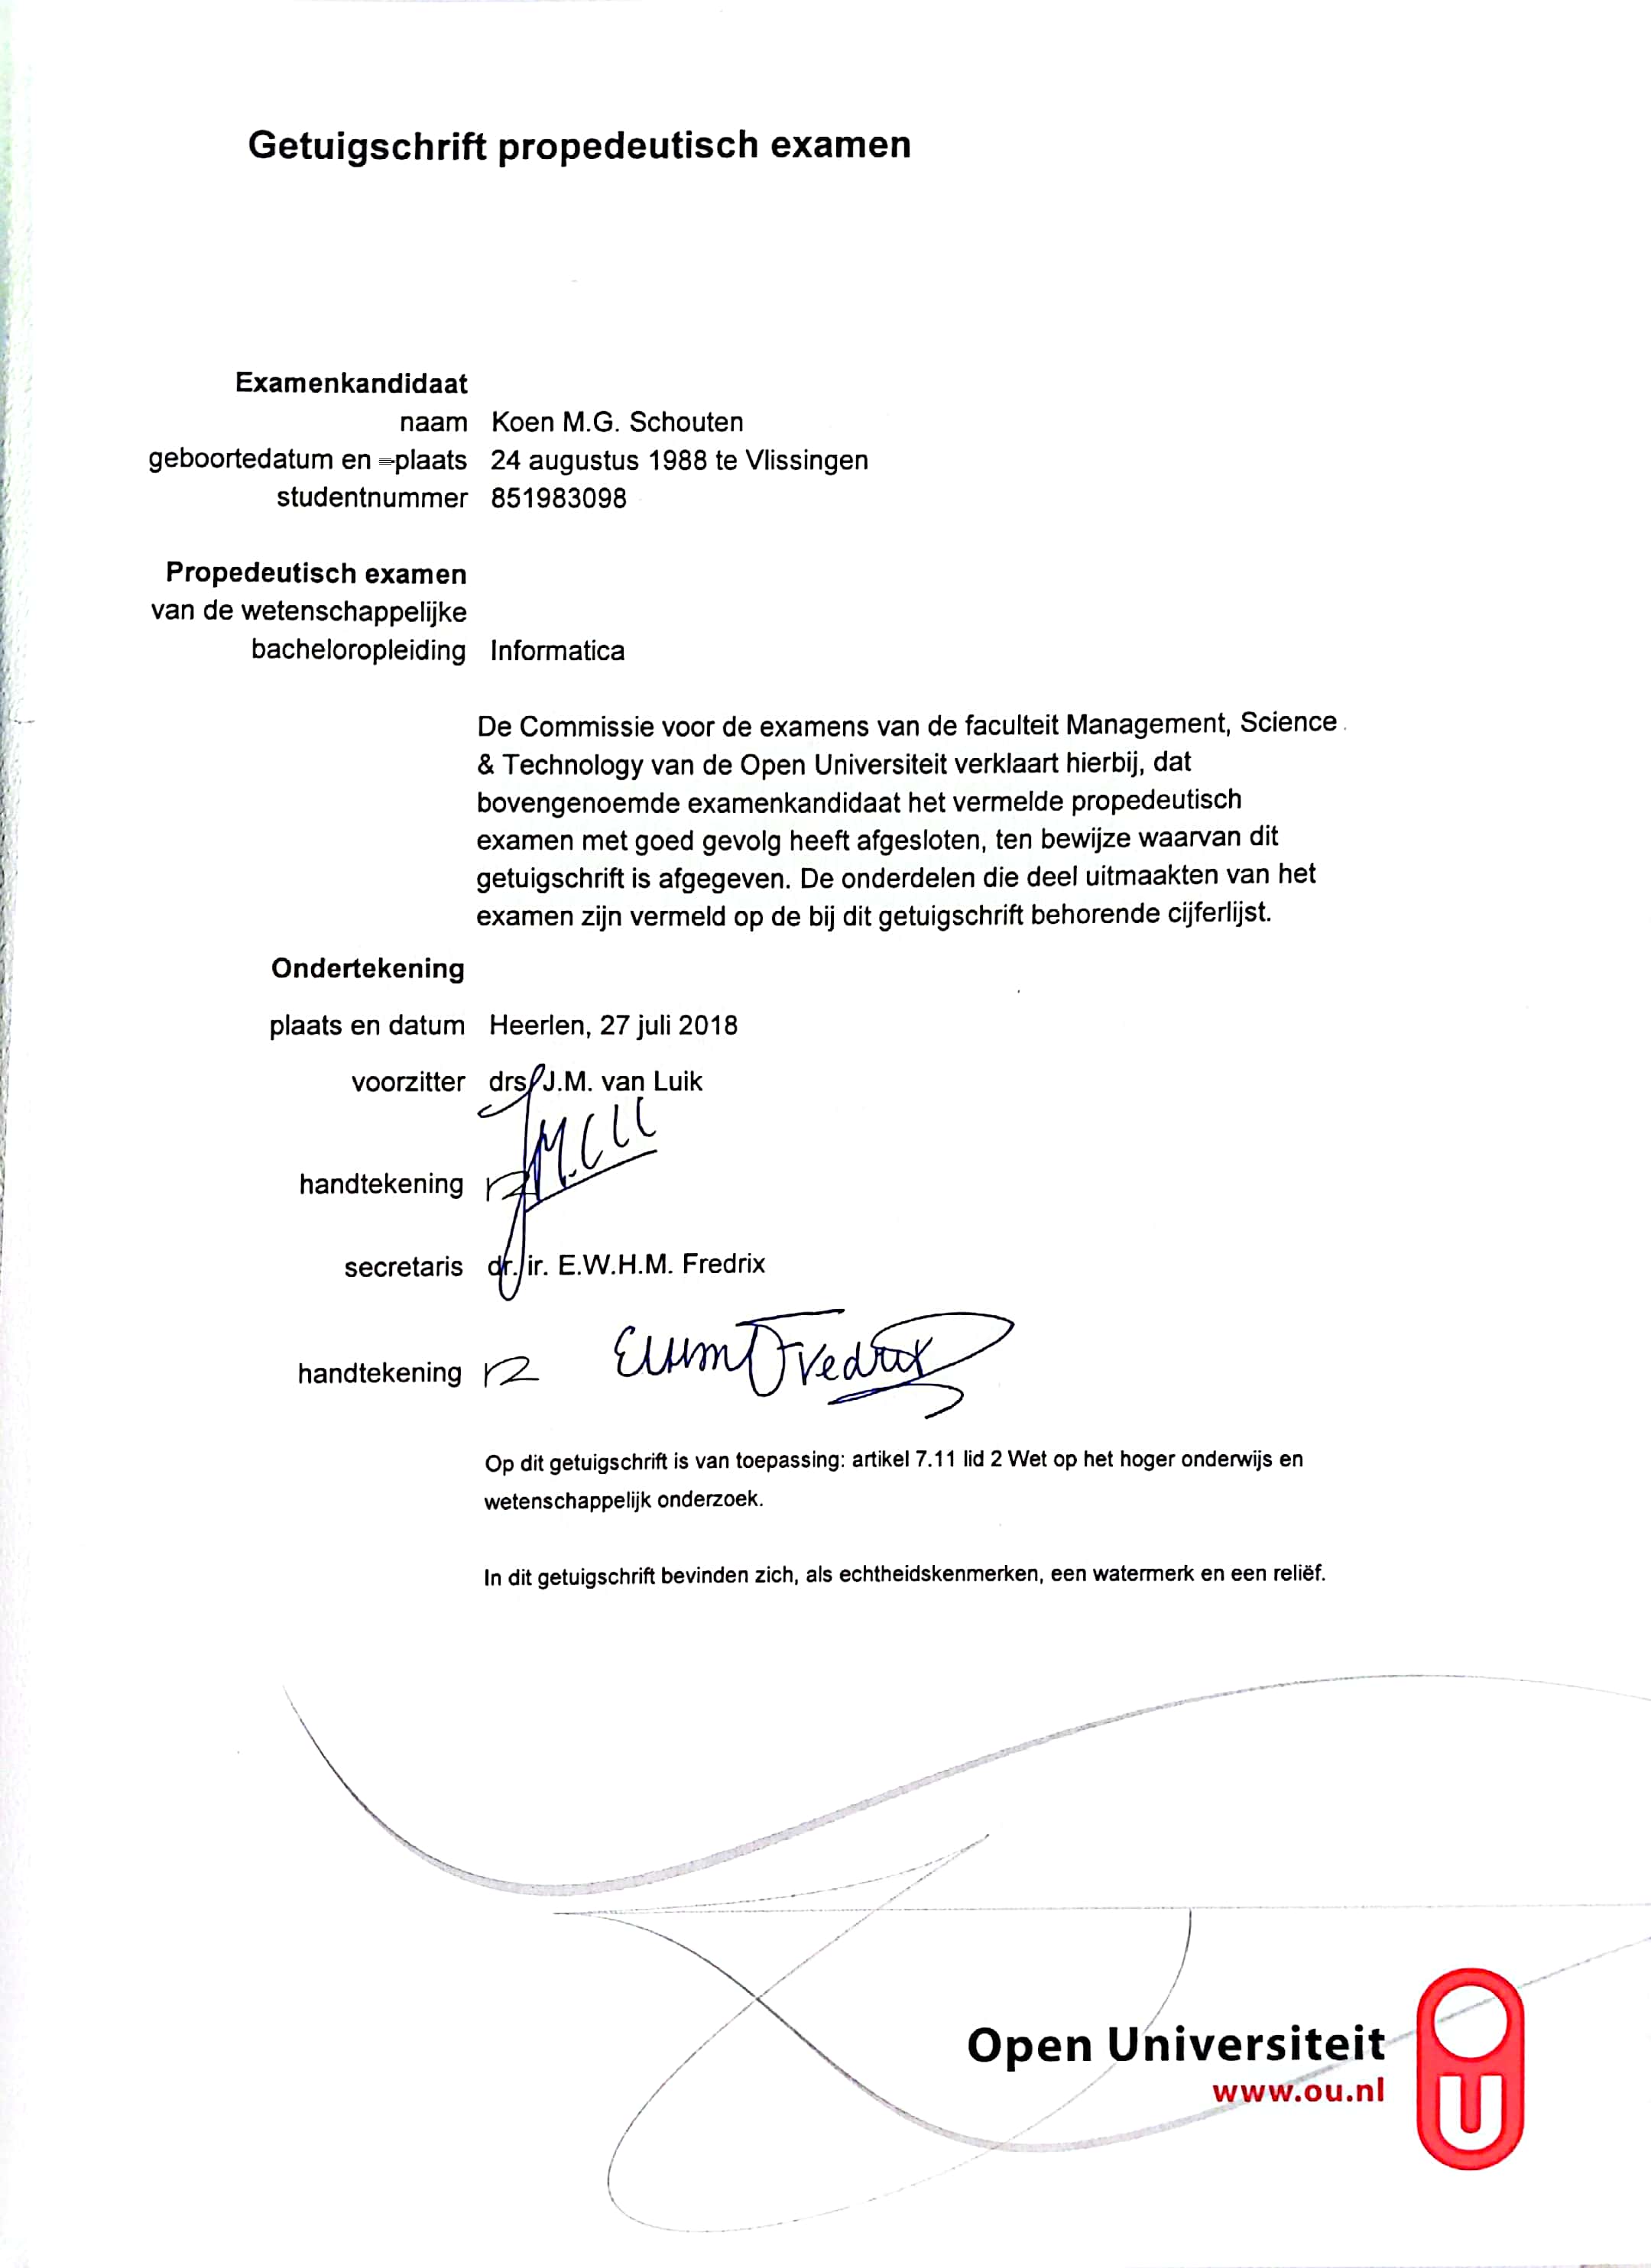 Getuigschrift propedeutisch examen
Examenkandidaat
naam Koen M.G. Schouten
geboortedatum en -plaats 24 augustus 1988 te Vlissingen
studentnummer 851983098
Propedeutisch examen
van de wetenschappelijke
bacheloropleiding Informatica
De Commissie voor de examens van de faculteit Management, Science
& Technology van de Open Universiteit verklaart hierbij, dat
bovengenoemde examenkandidaat het vermelde propedeutisch
examen met goed gevolg heeft afgesloten, ten bewijze waarvan dit
getuigschrift is afgegeven. De onderdelen die deel uitmaakten van het
examen zijn vermeld op de bij dit getuigschrift behorende cijferlijst.
Ondertekening
plaats en datum Heerlen, 27 juli 2018
voorzitter drs. J.M. van Luik
handtekening
secretaris dr. ir. E.W.H.M. Fredrix
handtekening
Op dit getuigschrift is van toepassing: artikel 7.11 lid 2 Wet op het hoger onderwijs en
wetenschappelijk onderzoek.
In dit getuigschrift bevinden zich, als echtheidskenmerken, een watermerk en een reliëf.
Open Universiteit
www.ou.nl